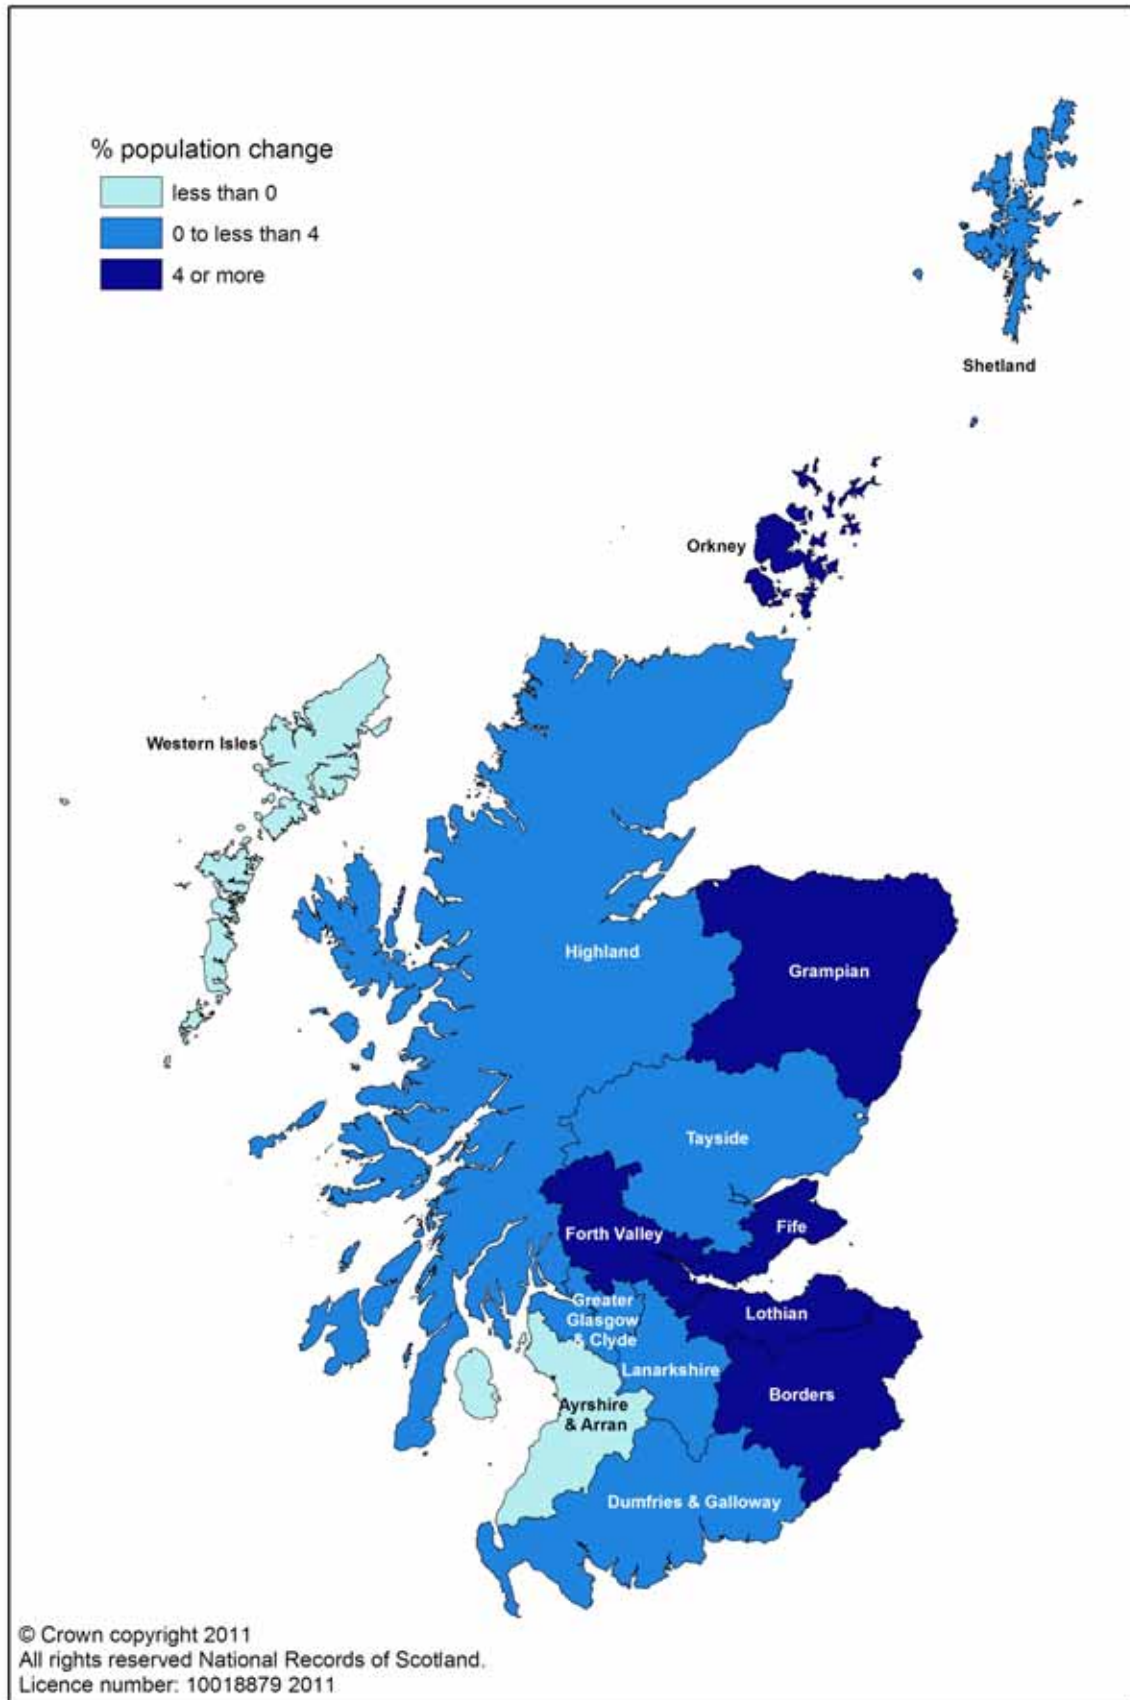 % population change
less than 0
0 to less than 4
4 or more
Shetland
Orkney
Western Isles
Highland
Grampian
Tayside
Forth Valley
Fife
Greater
Glasgow
& Clyde
Lothian
Lanarkshire
Borders
Ayrshire
& Arran
Dumfries & Galloway
© Crown copyright 2011
All rights reserved National Records of Scotland.
Licence number: 10018879 2011